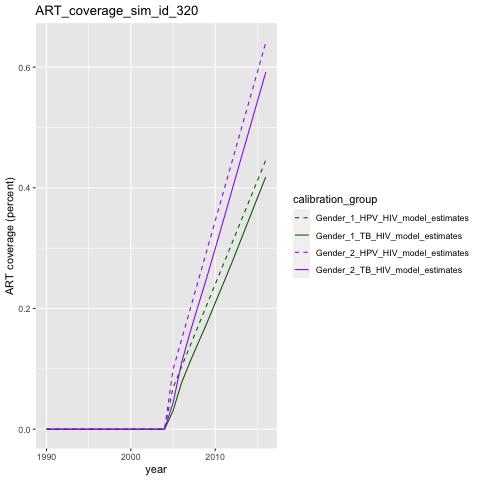 ART_coverage_sim_id_320
ART coverage (percent)
0.6
0.4
0.2
0.0
1990
2000
2010
year
calibration_group
Gender_1_HPV_HIV_model_estimates
Gender_1_TB_HIV_model_estimates
Gender_2_HPV_HIV_model_estimates
Gender_2_TB_HIV_model_estimates